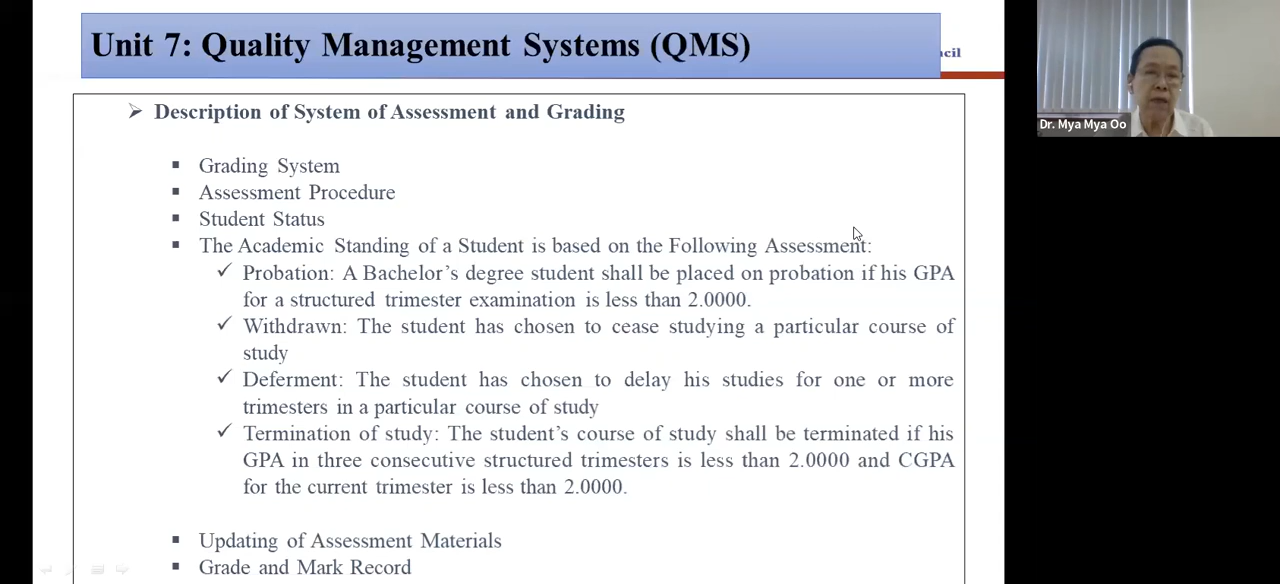 Unit 7: Quality Management Systems (QMS)
cil
➢ Description of System of Assessment and Grading
▪ Grading System
▪ Assessment Procedure
▪ Student Status
▪ The Academic Standing of a Student is based on the Following Assessment:
✓ Probation: A Bachelor’s degree student shall be placed on probation if his GPA
for a structured trimester examination is less than 2.0000.
✓ Withdrawn: The student has chosen to cease studying a particular course of
study
✓ Deferment: The student has chosen to delay his studies for one or more
trimesters in a particular course of study
✓ Termination of study: The student’s course of study shall be terminated if his
GPA in three consecutive structured trimesters is less than 2.0000 and CGPA
for the current trimester is less than 2.0000.
▪ Updating of Assessment Materials
▪ Grade and Mark Record
Dr. Mya Mya Oo